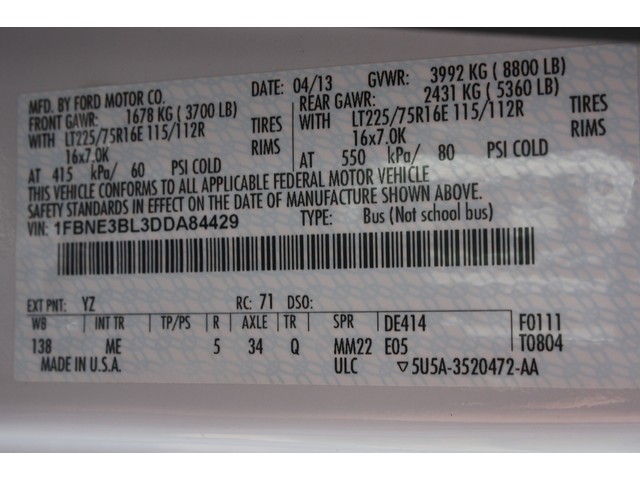 MFD. BY FORD MOTOR CO. DATE: 04/13 GVWR: 3992 KG ( 8800 LB)
FRONT GAWR: 1678 KG ( 3700 LB) REAR GAWR: 2431 KG ( 5360 LB)
WITH LT225/75R16E 115/112R TIRES WITH LT225/75R16E 115/112R TIRES
16x7.0K RIMS 16x7.0K RIMS
AT 415 kPa/ 60 PSI COLD AT 550 kPa/ 80 PSI COLD
THIS VEHICLE CONFORMS TO ALL APPLICABLE FEDERAL MOTOR VEHICLE
SAFETY STANDARDS IN EFFECT ON THE DATE OF MANUFACTURE SHOWN ABOVE.
VIN: 1FBNE3BL3DDA84429 TYPE: Bus (Not school bus)
EXT PNT: YZ RC: 71 DSO:
WB INT TR TP/PS R AXLE TR SPR DE414 F0111
138 ME 5 34 Q MM22 E05 T0804
MADE IN U.S.A. ULC ▽5U5A-3520472-AA